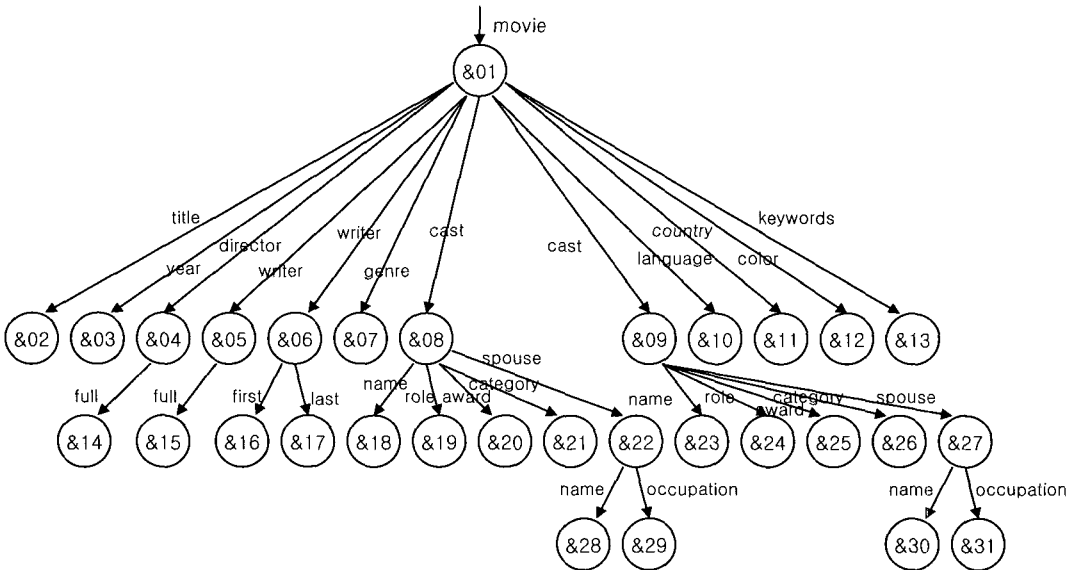 movie
&01
title
year
director
writer
writer
genre
cast
cast
country
language
color
keywords
&02 &03 &04 &05 &06 &07 &08 &09 &10 &11 &12 &13
full
full
first
last
name
role
award
category
spouse
name
role
award
category
spouse
&14 &15 &16 &17 &18 &19 &20 &21 &22 &23 &24 &25 &26 &27
name
occupation
name
occupation
&28 &29 &30 &31